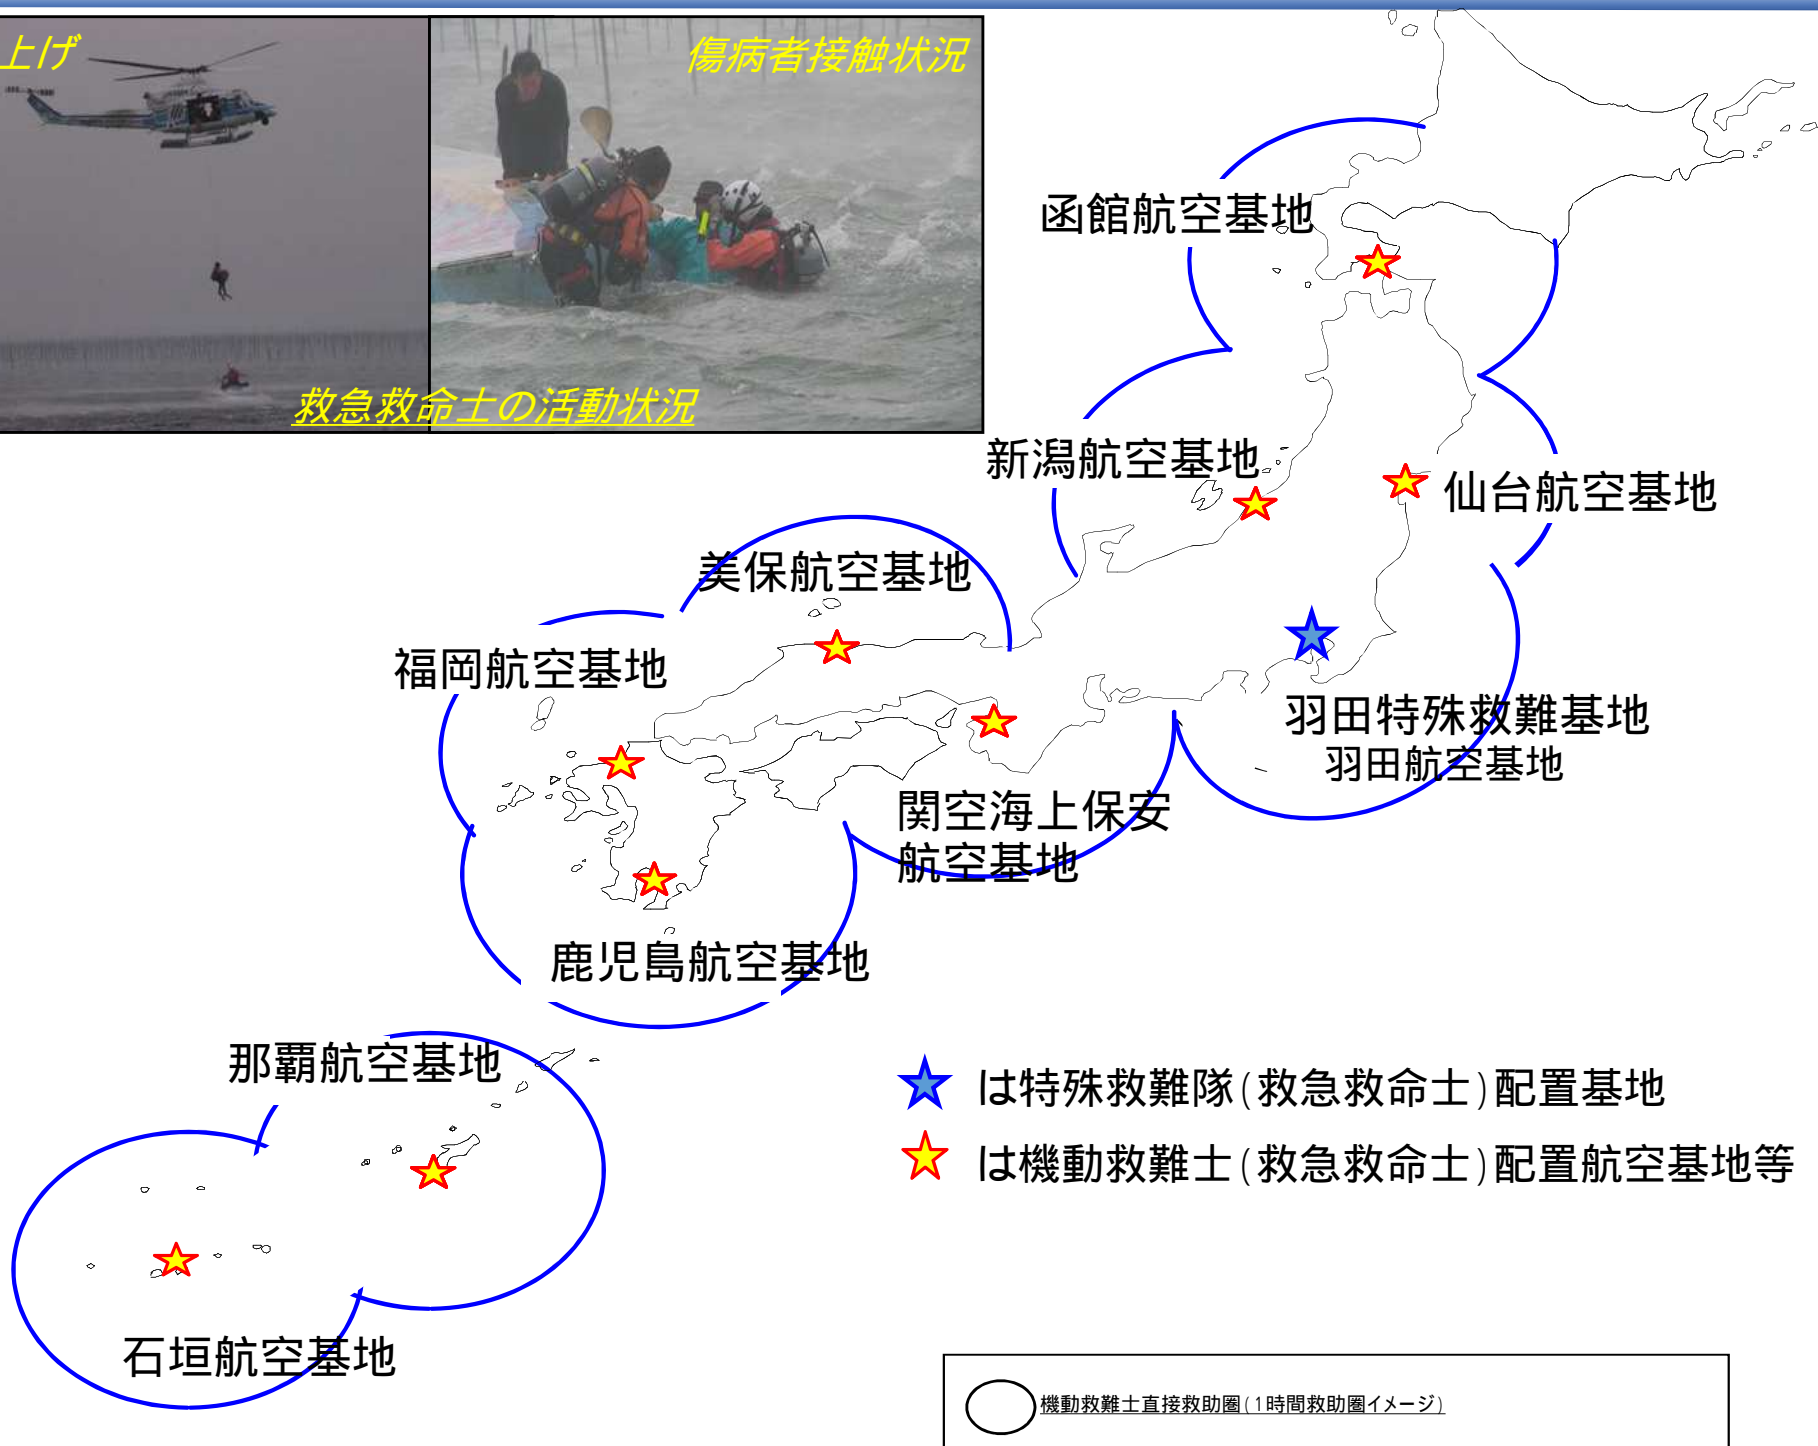 上げ
傷病者接触状況
救急救命士の活動状況
函館航空基地
新潟航空基地
仙台航空基地
美保航空基地
福岡航空基地
羽田特殊救難基地
羽田航空基地
関空海上保安
航空基地
鹿児島航空基地
那覇航空基地
石垣航空基地
は特殊救難隊(救急救命士)配置基地
は機動救難士(救急救命士)配置航空基地等
機動救難士直接救助圏(1時間救助圏イメージ)